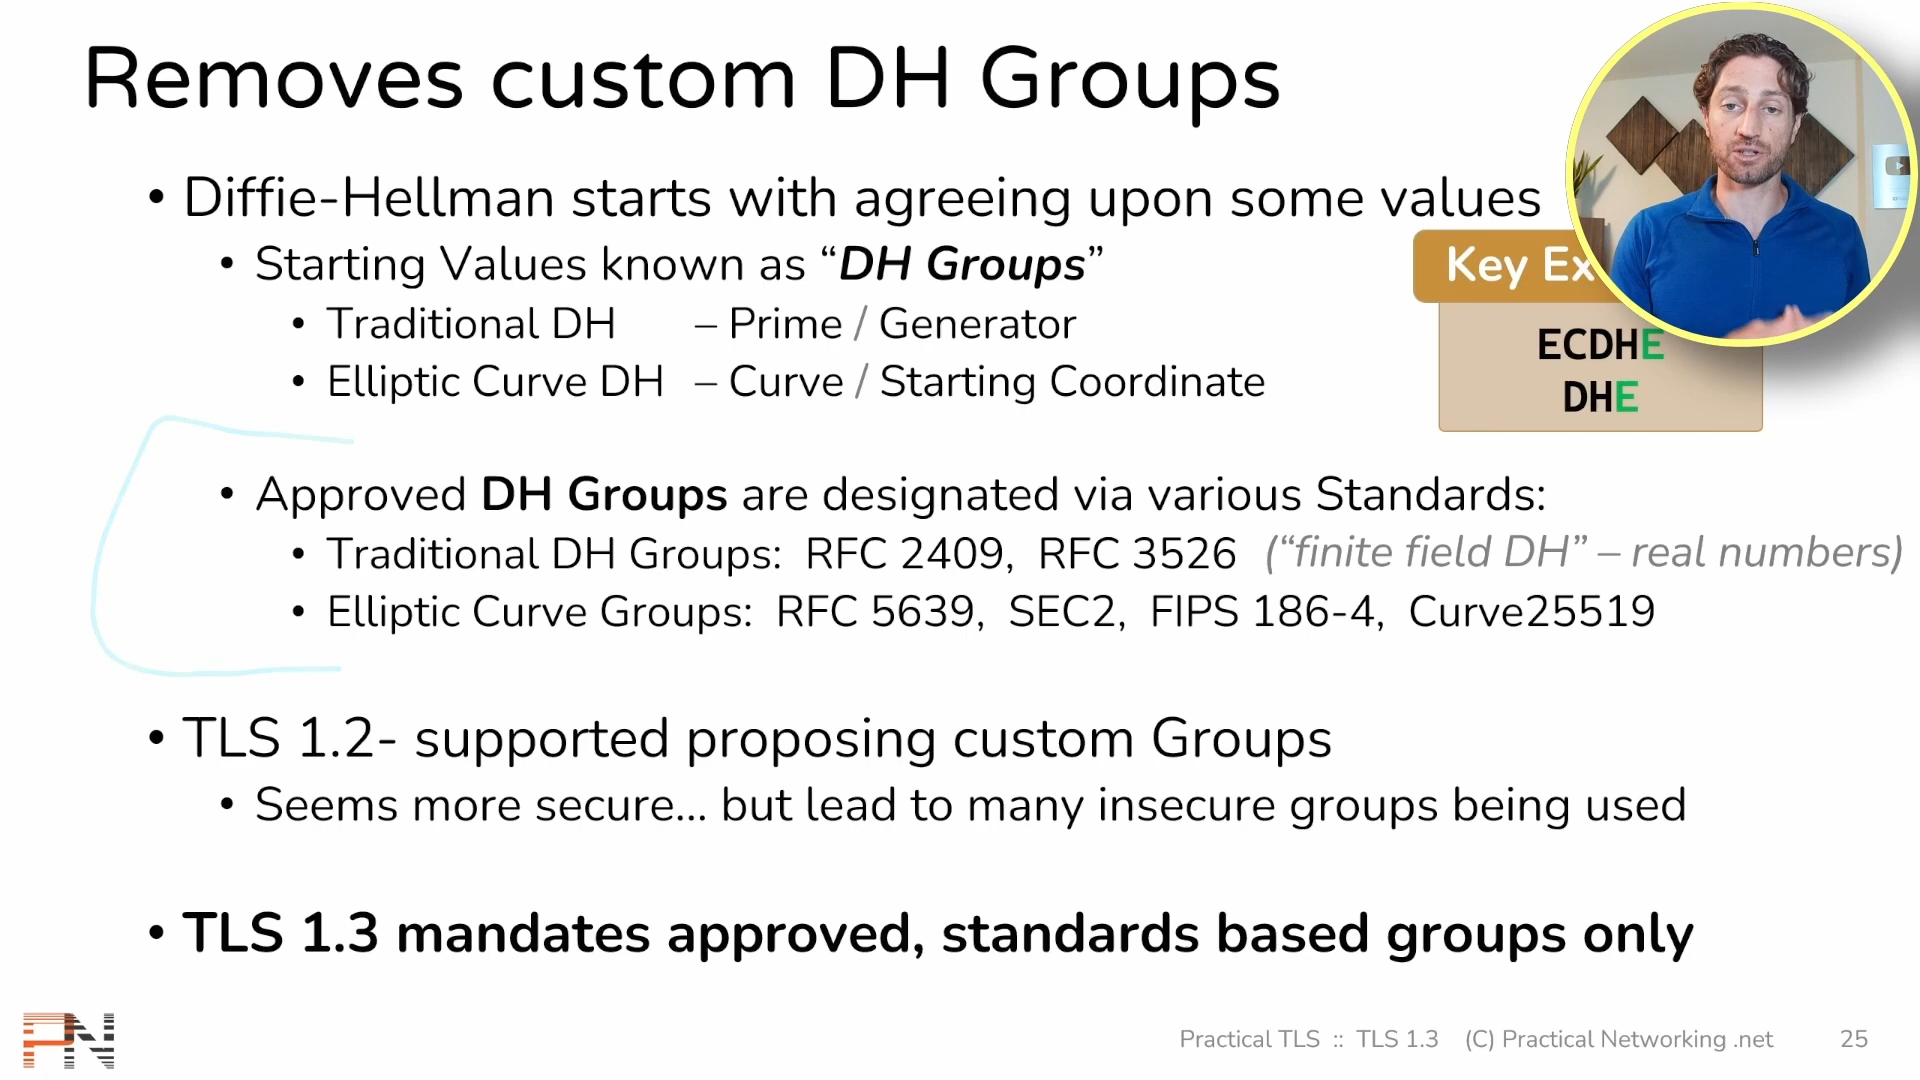 Removes custom DH Groups
• Diffie-Hellman starts with agreeing upon some values
• Starting Values known as “DH Groups”
• Traditional DH – Prime / Generator
• Elliptic Curve DH – Curve / Starting Coordinate
Key Ex
ECDHE
DHE
• Approved DH Groups are designated via various Standards:
• Traditional DH Groups: RFC 2409, RFC 3526 (“finite field DH” – real numbers)
• Elliptic Curve Groups: RFC 5639, SEC2, FIPS 186-4, Curve25519
• TLS 1.2- supported proposing custom Groups
• Seems more secure... but lead to many insecure groups being used
• TLS 1.3 mandates approved, standards based groups only
PN
Practical TLS :: TLS 1.3 (C) Practical Networking .net 25